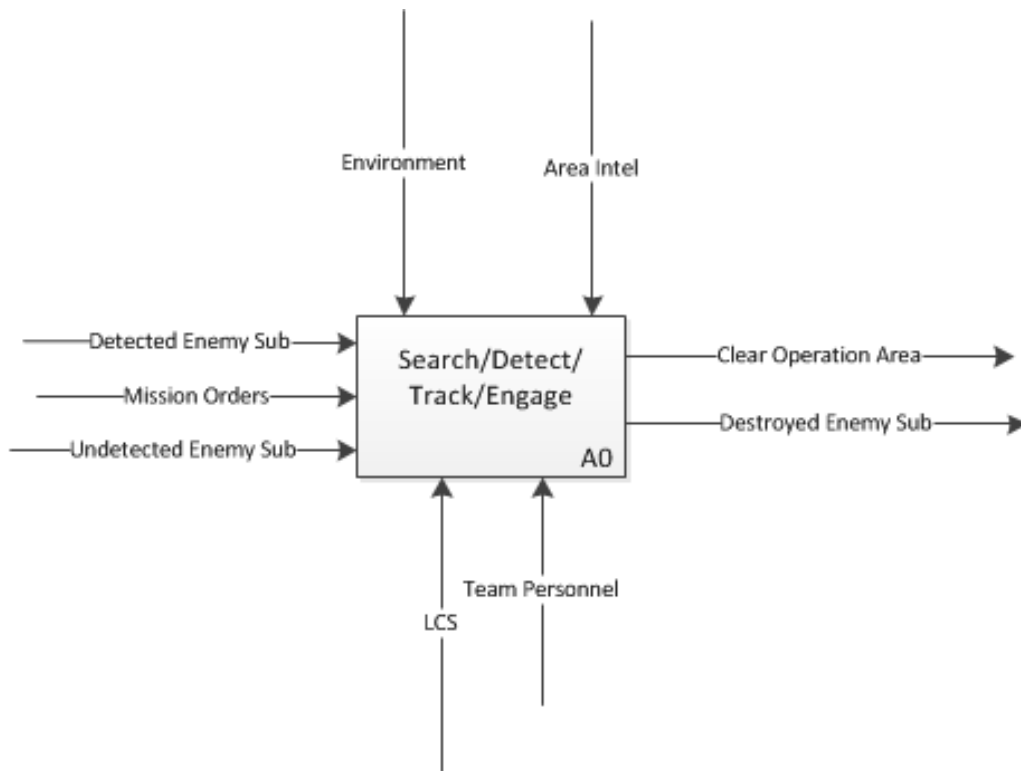 Environment
Area Intel
Detected Enemy Sub
Mission Orders
Undetected Enemy Sub
Search/Detect/
Track/Engage
A0
Clear Operation Area
Destroyed Enemy Sub
Team Personnel
LCS